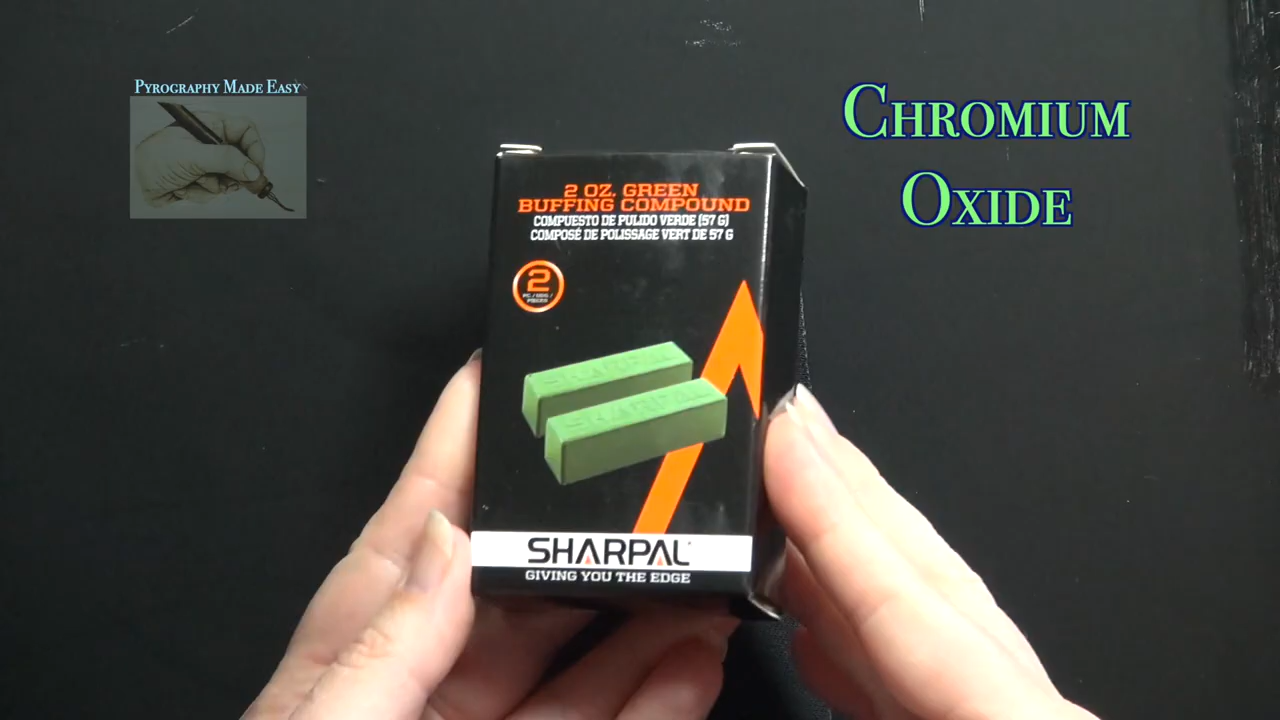 PYROGRAPHY MADE EASY
CHROMIUM
OXIDE
2 OZ. GREEN
BUFFING COMPOUND
COMPUESTO DE PULIDO VERDE (57 G)
COMPOSÉ DE POLISSAGE VERT DE 57 G
2
SHARPAL
SHARPAL
SHARPAL
GIVING YOU THE EDGE